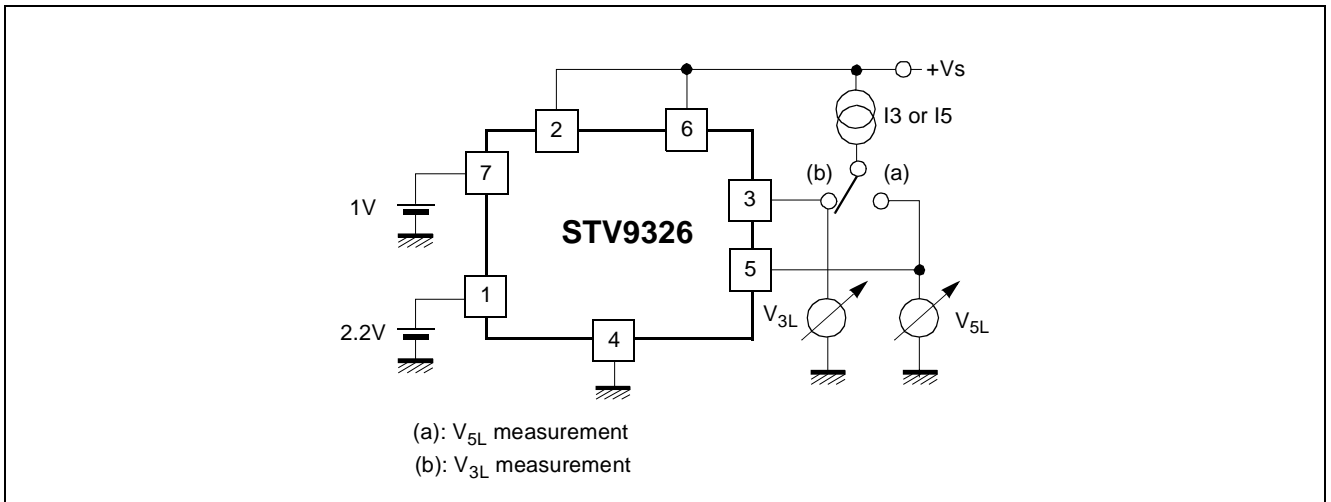 +Vs
I3 or I5
2
6
7
(b)
(a)
1V
3
STV9326
5
1
V3L
V5L
2.2V
4
(a): V5L measurement
(b): V3L measurement